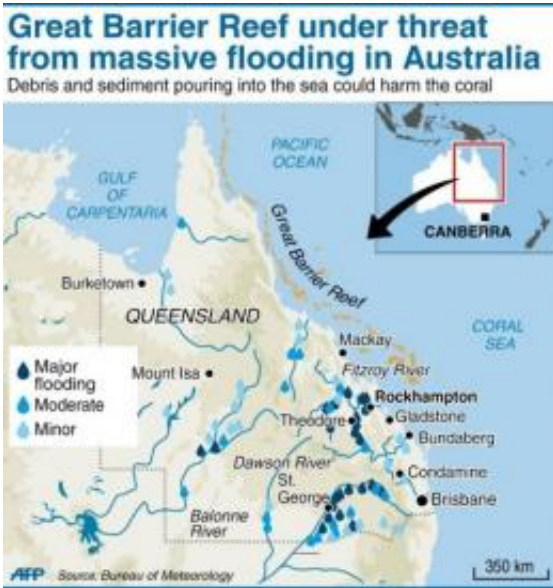 Great Barrier Reef under threat
from massive flooding in Australia
Debris and sediment pouring into the sea could harm the coral
PACIFIC
OCEAN
GULF
OF
CARPENTARIA
CANBERRA
Great Barrier Reef
Burketown
QUEENSLAND
CORAL
SEA
Mackay
Major
flooding
Moderate
Minor
Mount Isa
Fitzroy River
Rockhampton
Theodore
Gladstone
Bundaberg
Dawson River
St.
George
Condamine
Brisbane
Balonne
River
AFP Source: Bureau of Meteorology
350 km